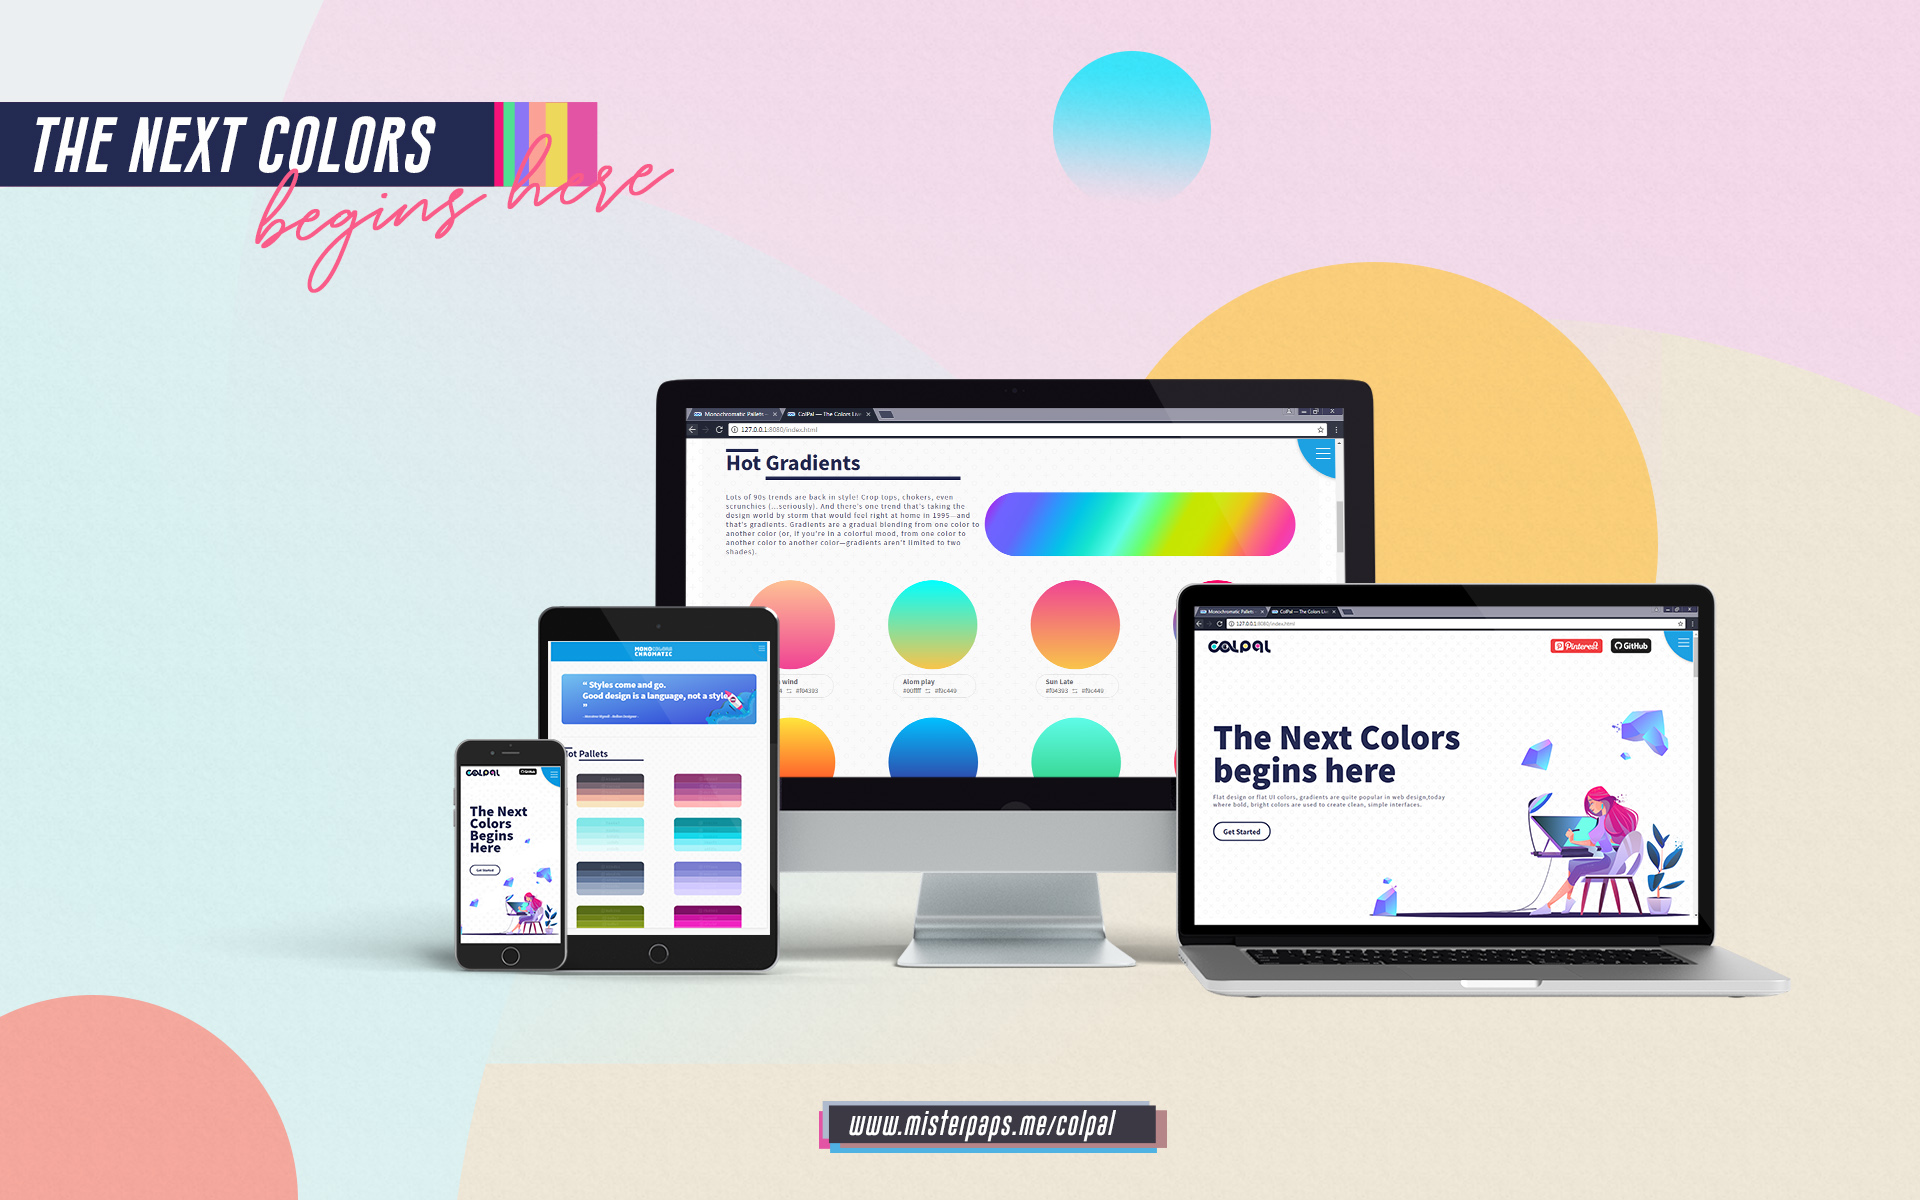 THE NEXT COLORS
begins here
Monochromatic Pallets -
ColPal — The Colors Live
127.0.0.1:8080/index.html
Hot Gradients
Lots of 90s trends are back in style! Crop tops, chokers, even
scrunchies (...seriously). And there's one trend that's taking the
design world by storm that would feel right at home in 1995—and
that's gradients. Gradients are a gradual blending from one color to
another color (or, if you're in a colorful mood, from one color to
another color to another color—gradients aren't limited to two
shades).
wind
#f04393
Alom play
#00ffff #f9c449
Sun Late
#f04393 #f9c449
MONOCOLORS
CHROMATIC
“ Styles come and go.
Good design is a language, not a style.
”
Hot Pallets
COLPAL
GitHub
The Next
Colors
Begins
Here
Get Started
Monochromatic Pallets
ColPal — The Colors Liv
127.0.0.1:8080/index.html
COLPAL
Pinterest
GitHub
The Next Colors
begins here
Flat design or flat UI colors, gradients are quite popular in web design,today
where bold, bright colors are used to create clean, simple interfaces.
Get Started
www.misterpaps.me/colpal